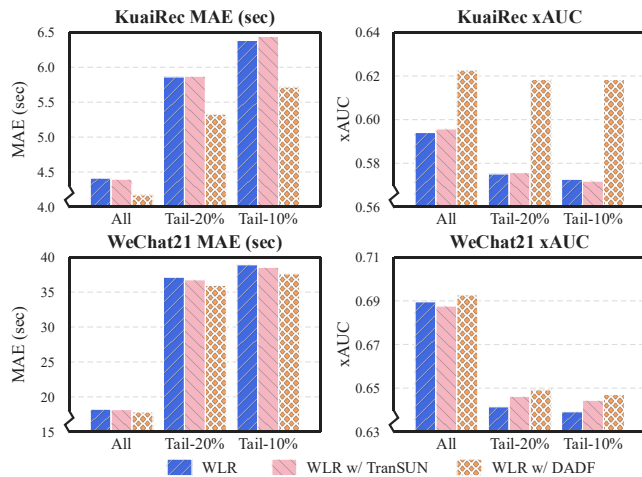 KuaiRec MAE (sec)
MAE (sec)
6.5
6.0
5.5
5.0
4.5
4.0
All
Tail-20%
Tail-10%
KuaiRec xAUC
xAUC
0.64
0.62
0.60
0.58
0.56
All
Tail-20%
Tail-10%
WeChat21 MAE (sec)
MAE (sec)
40
35
30
25
20
15
All
Tail-20%
Tail-10%
WeChat21 xAUC
xAUC
0.71
0.69
0.67
0.65
0.63
All
Tail-20%
Tail-10%
WLR
WLR w/ TranSUN
WLR w/ DADF